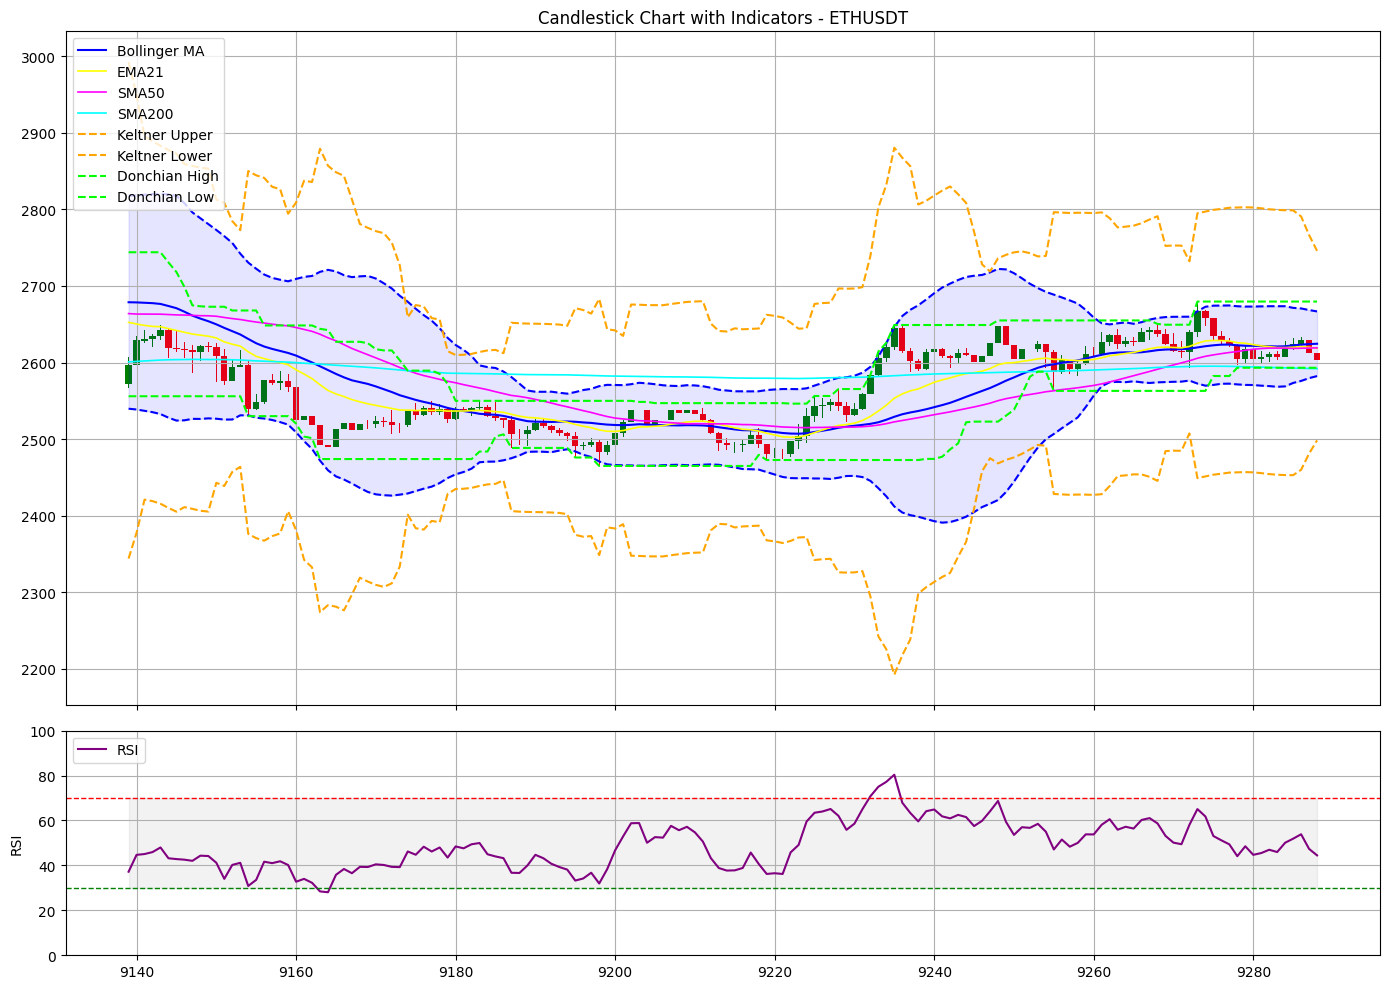 Candlestick Chart with Indicators - ETHUSDT
3000
2900
2800
2700
2600
2500
2400
2300
2200
Bollinger MA
EMA21
SMA50
SMA200
Keltner Upper
Keltner Lower
Donchian High
Donchian Low
100
80
60
40
20
0
RSI
RSI
9140 9160 9180 9200 9220 9240 9260 9280